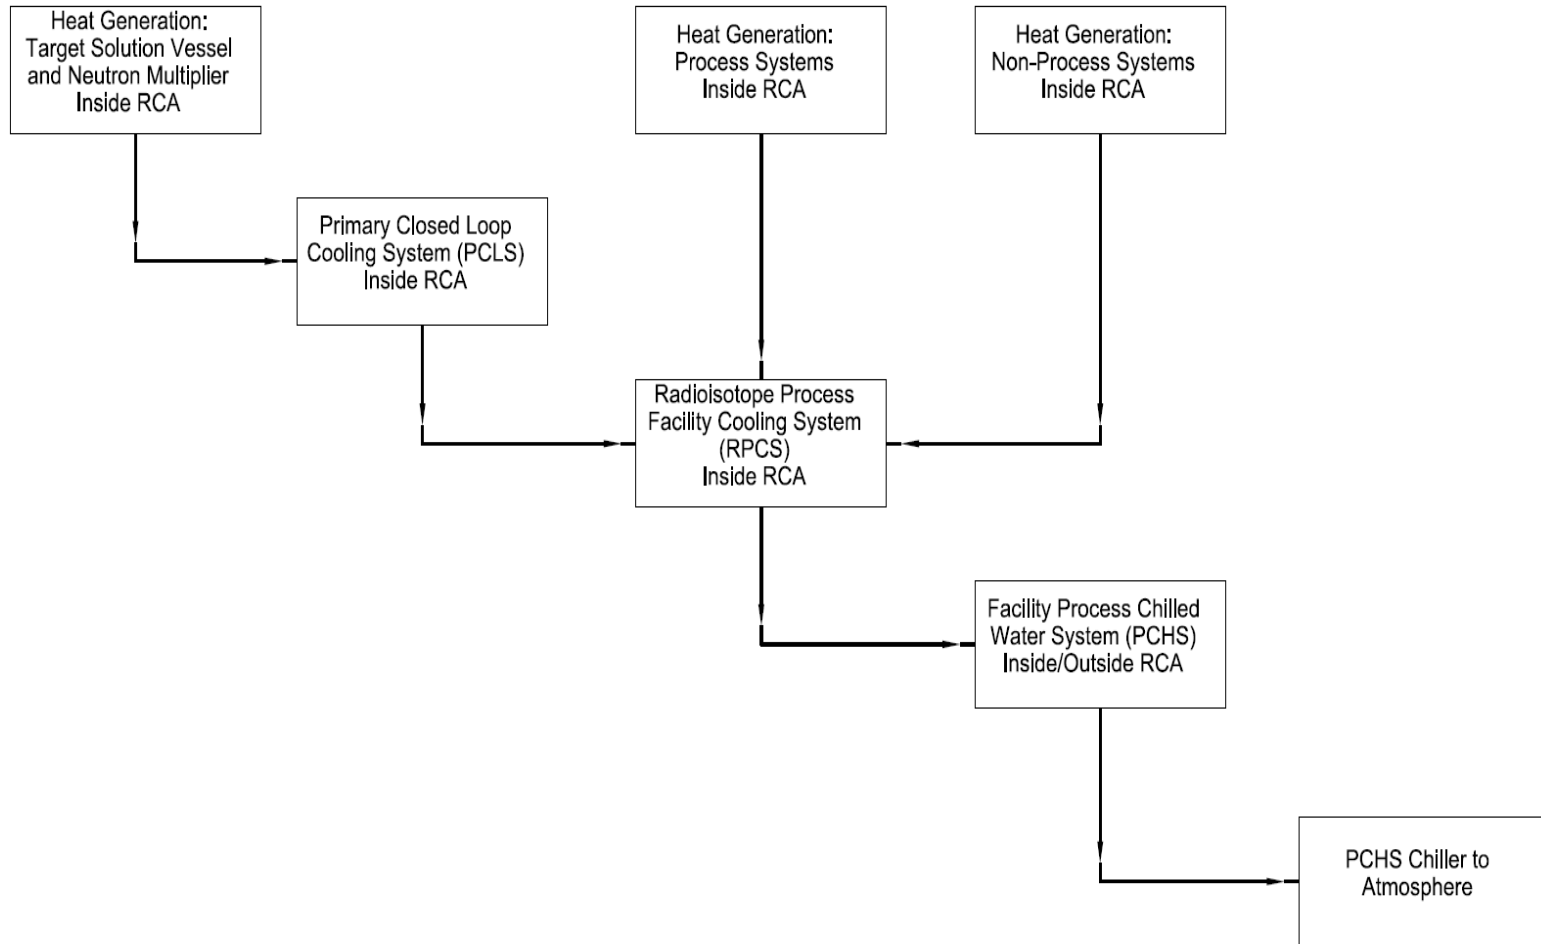 Heat Generation:
Target Solution Vessel
and Neutron Multiplier
Inside RCA
Heat Generation:
Process Systems
Inside RCA
Heat Generation:
Non-Process Systems
Inside RCA
Primary Closed Loop
Cooling System (PCLS)
Inside RCA
Radioisotope Process
Facility Cooling System
(RPCS)
Inside RCA
Facility Process Chilled
Water System (PCHS)
Inside/Outside RCA
PCHS Chiller to
Atmosphere